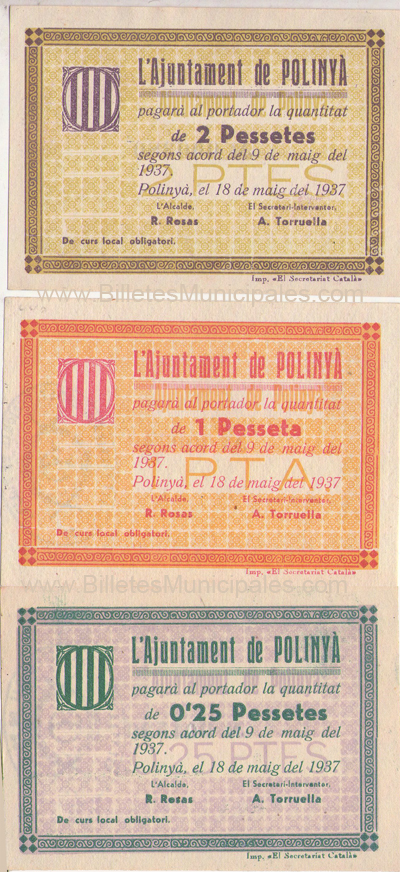 L'Ajuntament de POLINYÀ
pagarà al portador la quantitat
de 2 Pessetes
segons acord del 9 de maig del
1937.
2 PTES
Polinyà, el 18 de maig del 1937
L'Alcalde, El Secretari-Interventor,
R. Rosas A. Torruella
De curs local obligatori.
Imp. «El Secretariat Català»
www.BilletesMunicipales.com
L'Ajuntament de POLINYÀ
pagarà al portador la quantitat
de 1 Pesseta
segons acord del 9 de maig del
1937.
1 PTA
Polinyà, el 18 de maig del 1937
L'Alcalde, El Secretari-Interventor,
R. Rosas A. Torruella
De curs local obligatori.
Imp. «El Secretariat Català»
www.BilletesMunicipales.com
L'Ajuntament de POLINYÀ
pagarà al portador la quantitat
de 0'25 Pessetes
segons acord del 9 de maig del
1937.
25 PTES
Polinyà, el 18 de maig del 1937
L'Alcalde, El Secretari-Interventor,
R. Rosas A. Torruella
De curs local obligatori.
Imp. «El Secretariat Català»